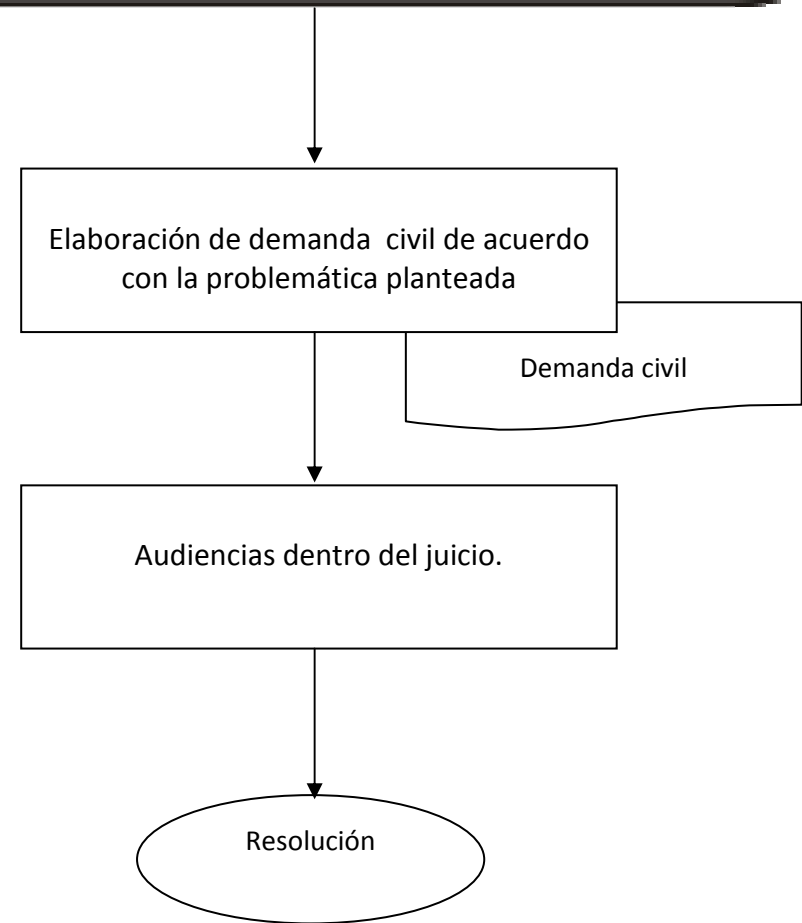 Elaboración de demanda  civil de acuerdo
con la problemática planteada
Demanda civil
Audiencias dentro del juicio.
Resolución